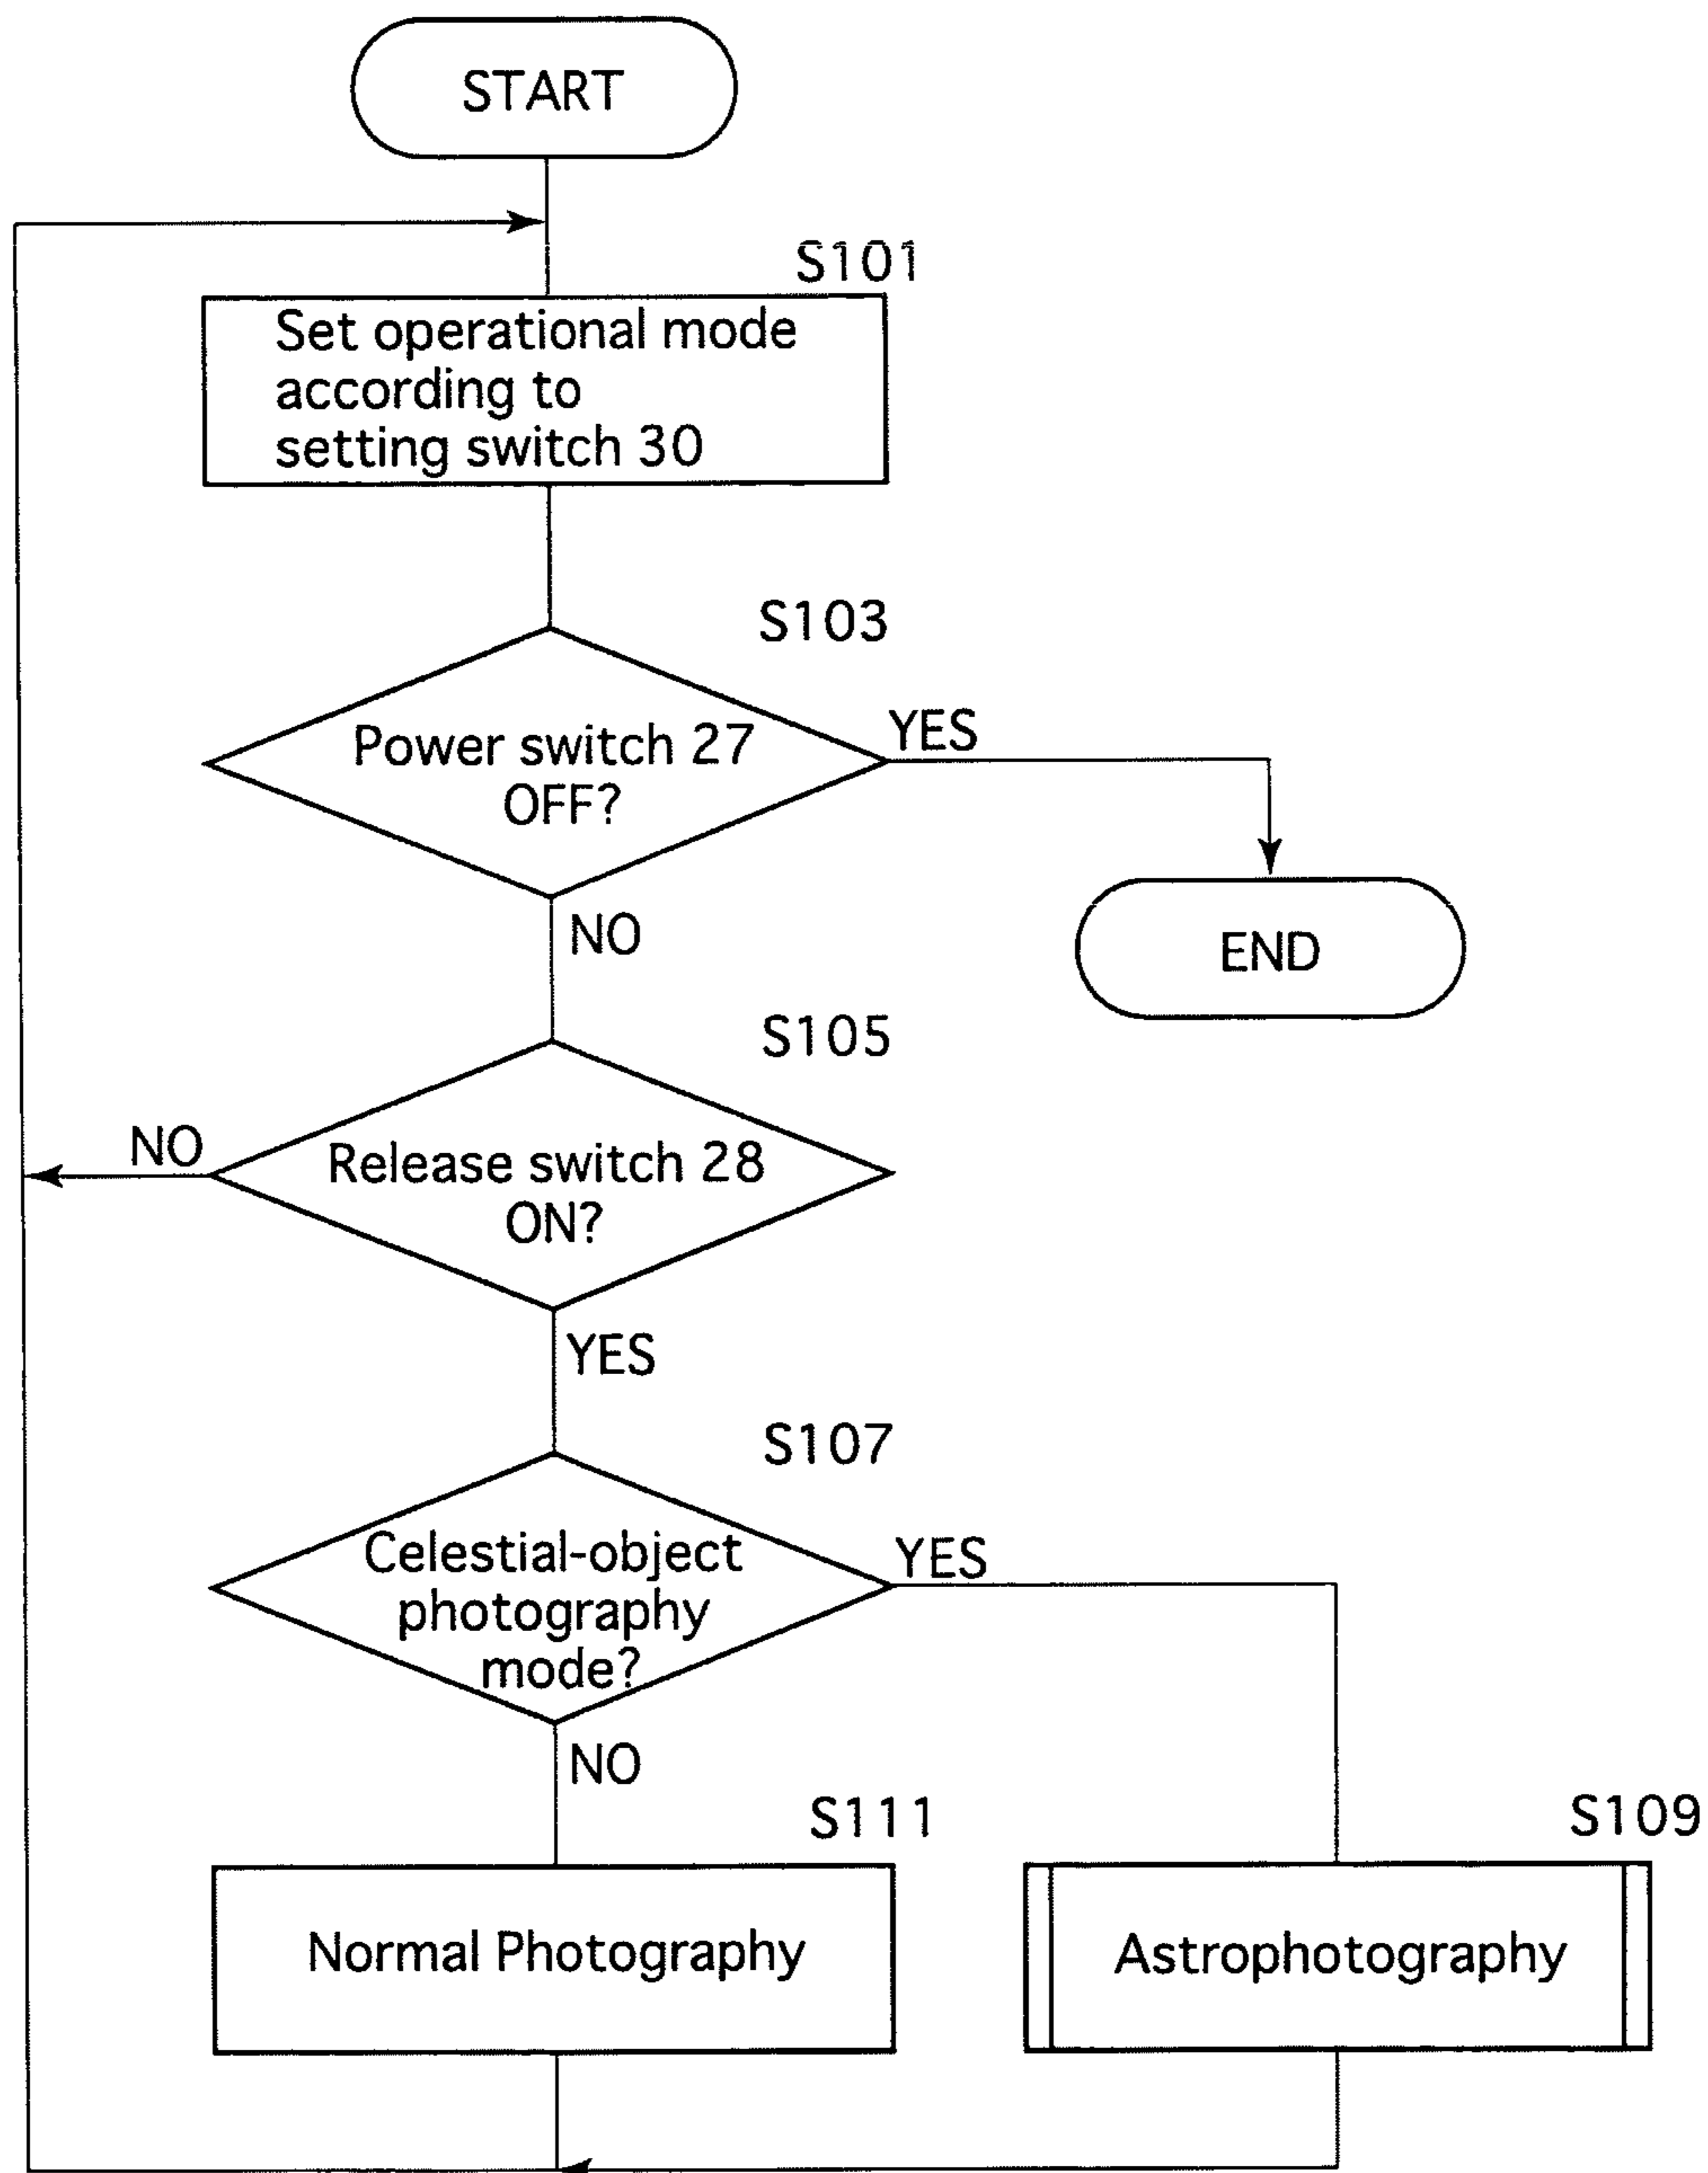 START
S101
Set operational mode
according to
setting switch 30
S103
Power switch 27
OFF?
YES
NO
END
S105
NO
Release switch 28
ON?
YES
S107
Celestial-object
photography
mode?
YES
NO
S111
S109
Normal Photography
Astrophotography